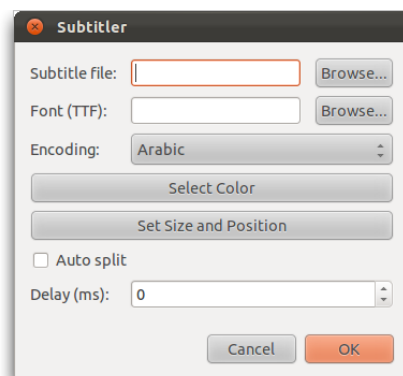 Subtitler
Subtitle file: Browse...
Font (TTF): Browse...
Encoding: Arabic
Select Color
Set Size and Position
Auto split
Delay (ms): 0
Cancel OK